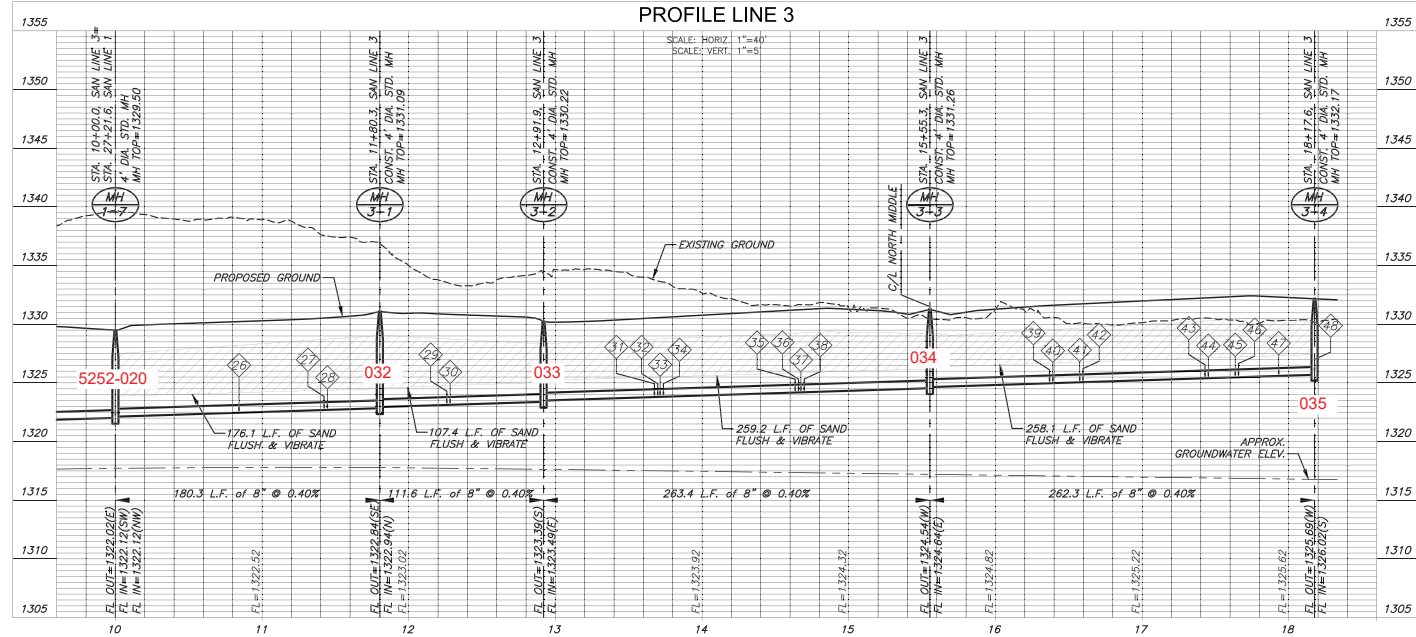 PROFILE LINE 3
SCALE: HORIZ. 1"=40'
SCALE: VERT. 1"=5'
1355
1350
1345
1340
1335
1330
1325
1320
1315
1310
1305
1355
1350
1345
1340
1335
1330
1325
1320
1315
1310
1305
STA. 10+00.0, SAN LINE 3=
STA. 27+21.6, SAN LINE 1
4' DIA. STD. MH
MH TOP=1329.50
STA. 11+80.3, SAN LINE 3
CONST. 4' DIA. STD. MH
MH TOP=1331.09
STA. 12+91.9, SAN LINE 3
CONST. 4' DIA. STD. MH
MH TOP=1330.22
STA. 15+55.3, SAN LINE 3
CONST. 4' DIA. STD. MH
MH TOP=1331.26
STA. 18+17.6, SAN LINE 3
CONST. 4' DIA. STD. MH
MH TOP=1332.17
MH
1-7
MH
3-1
MH
3-2
MH
3-3
MH
3-4
C/L NORTH MIDDLE
EXISTING GROUND
PROPOSED GROUND
26
27
28
29
30
31
32
33
34
35
36
37
38
39
40
41
42
43
44
45
46
47
48
5252-020
032
033
034
035
176.1 L.F. OF SAND
FLUSH & VIBRATE
107.4 L.F. OF SAND
FLUSH & VIBRATE
259.2 L.F. OF SAND
FLUSH & VIBRATE
258.1 L.F. OF SAND
FLUSH & VIBRATE
APPROX.
GROUNDWATER ELEV.
180.3 L.F. of 8" @ 0.40%
111.6 L.F. of 8" @ 0.40%
263.4 L.F. of 8" @ 0.40%
262.3 L.F. of 8" @ 0.40%
FL OUT=1322.02(E)
FL IN=1322.12(SW)
FL IN=1322.12(NW)
FL=1322.52
FL OUT=1322.84(SE)
FL IN=1322.94(N)
FL=1323.02
FL OUT=1323.39(S)
FL IN=1323.49(E)
FL=1323.92
FL=1324.32
FL OUT=1324.54(W)
FL IN=1324.64(E)
FL=1324.82
FL=1325.22
FL=1325.62
FL OUT=1325.69(W)
FL IN=1326.02(S)
10
11
12
13
14
15
16
17
18